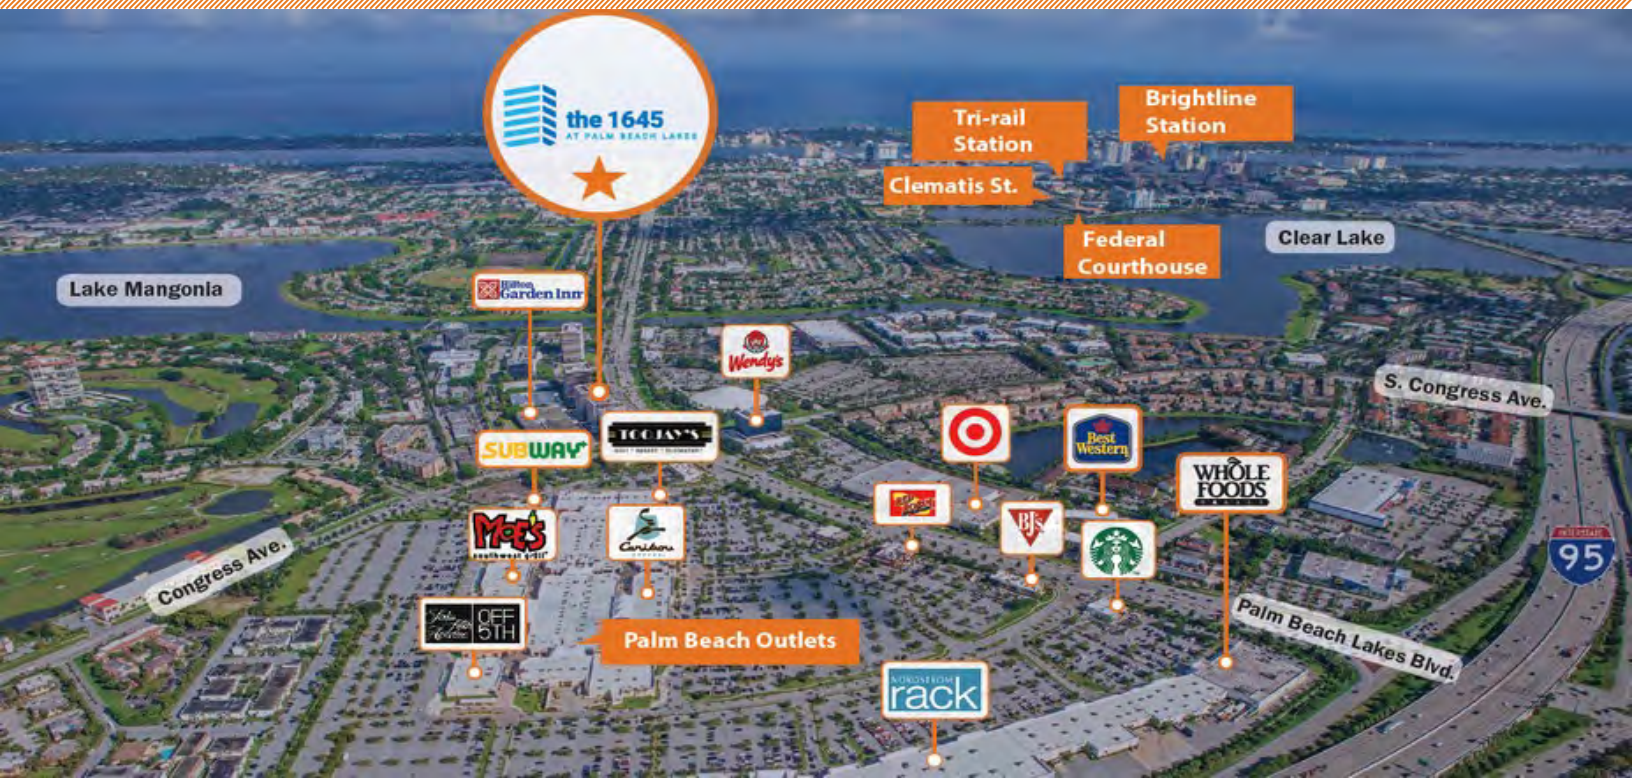 the 1645
AT PALM BEACH LAKES
Tri-rail
Station
Brightline
Station
Clematis St.
Federal
Courthouse
Clear Lake
Lake Mangonia
Hilton
Garden Inn
Wendy's
S. Congress Ave.
SUBWAY
TOOJAY'S
Best
Western
WHOLE
FOODS
MOE'S
southwest grill
Caribou
BJ's
INTERSTATE
95
Congress Ave.
OFF
5TH
Palm Beach Outlets
Palm Beach Lakes Blvd.
NORDSTROM
rack